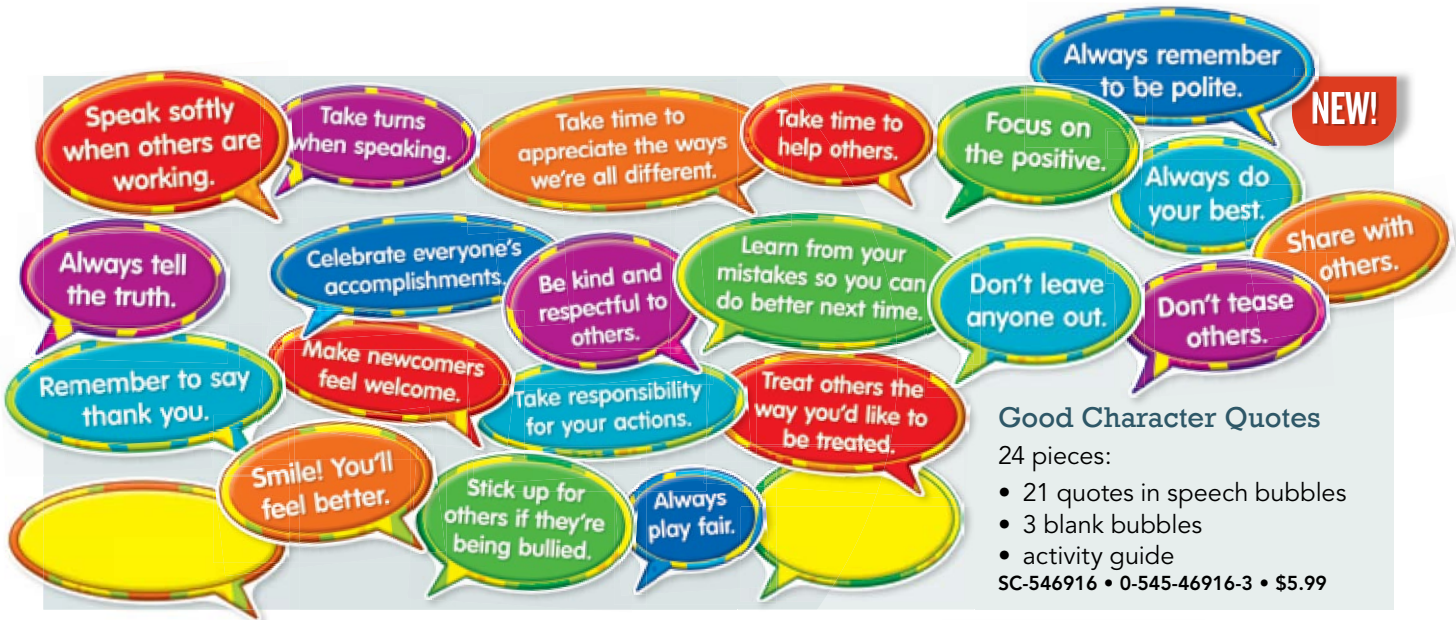 Speak softly
when others are
working.
Take turns
when speaking.
Take time to
appreciate the ways
we're all different.
Take time to
help others.
Focus on
the positive.
Always remember
to be polite.
NEW!
Always do
your best.
Share with
others.
Always tell
the truth.
Celebrate everyone's
accomplishments.
Be kind and
respectful to
others.
Learn from your
mistakes so you can
do better next time.
Don't leave
anyone out.
Don't tease
others.
Remember to say
thank you.
Make newcomers
feel welcome.
Take responsibility
for your actions.
Treat others the
way you'd like to
be treated.
Smile! You'll
feel better.
Stick up for
others if they're
being bullied.
Always
play fair.
Good Character Quotes
24 pieces:
• 21 quotes in speech bubbles
• 3 blank bubbles
• activity guide
SC-546916 • 0-545-46916-3 • $5.99